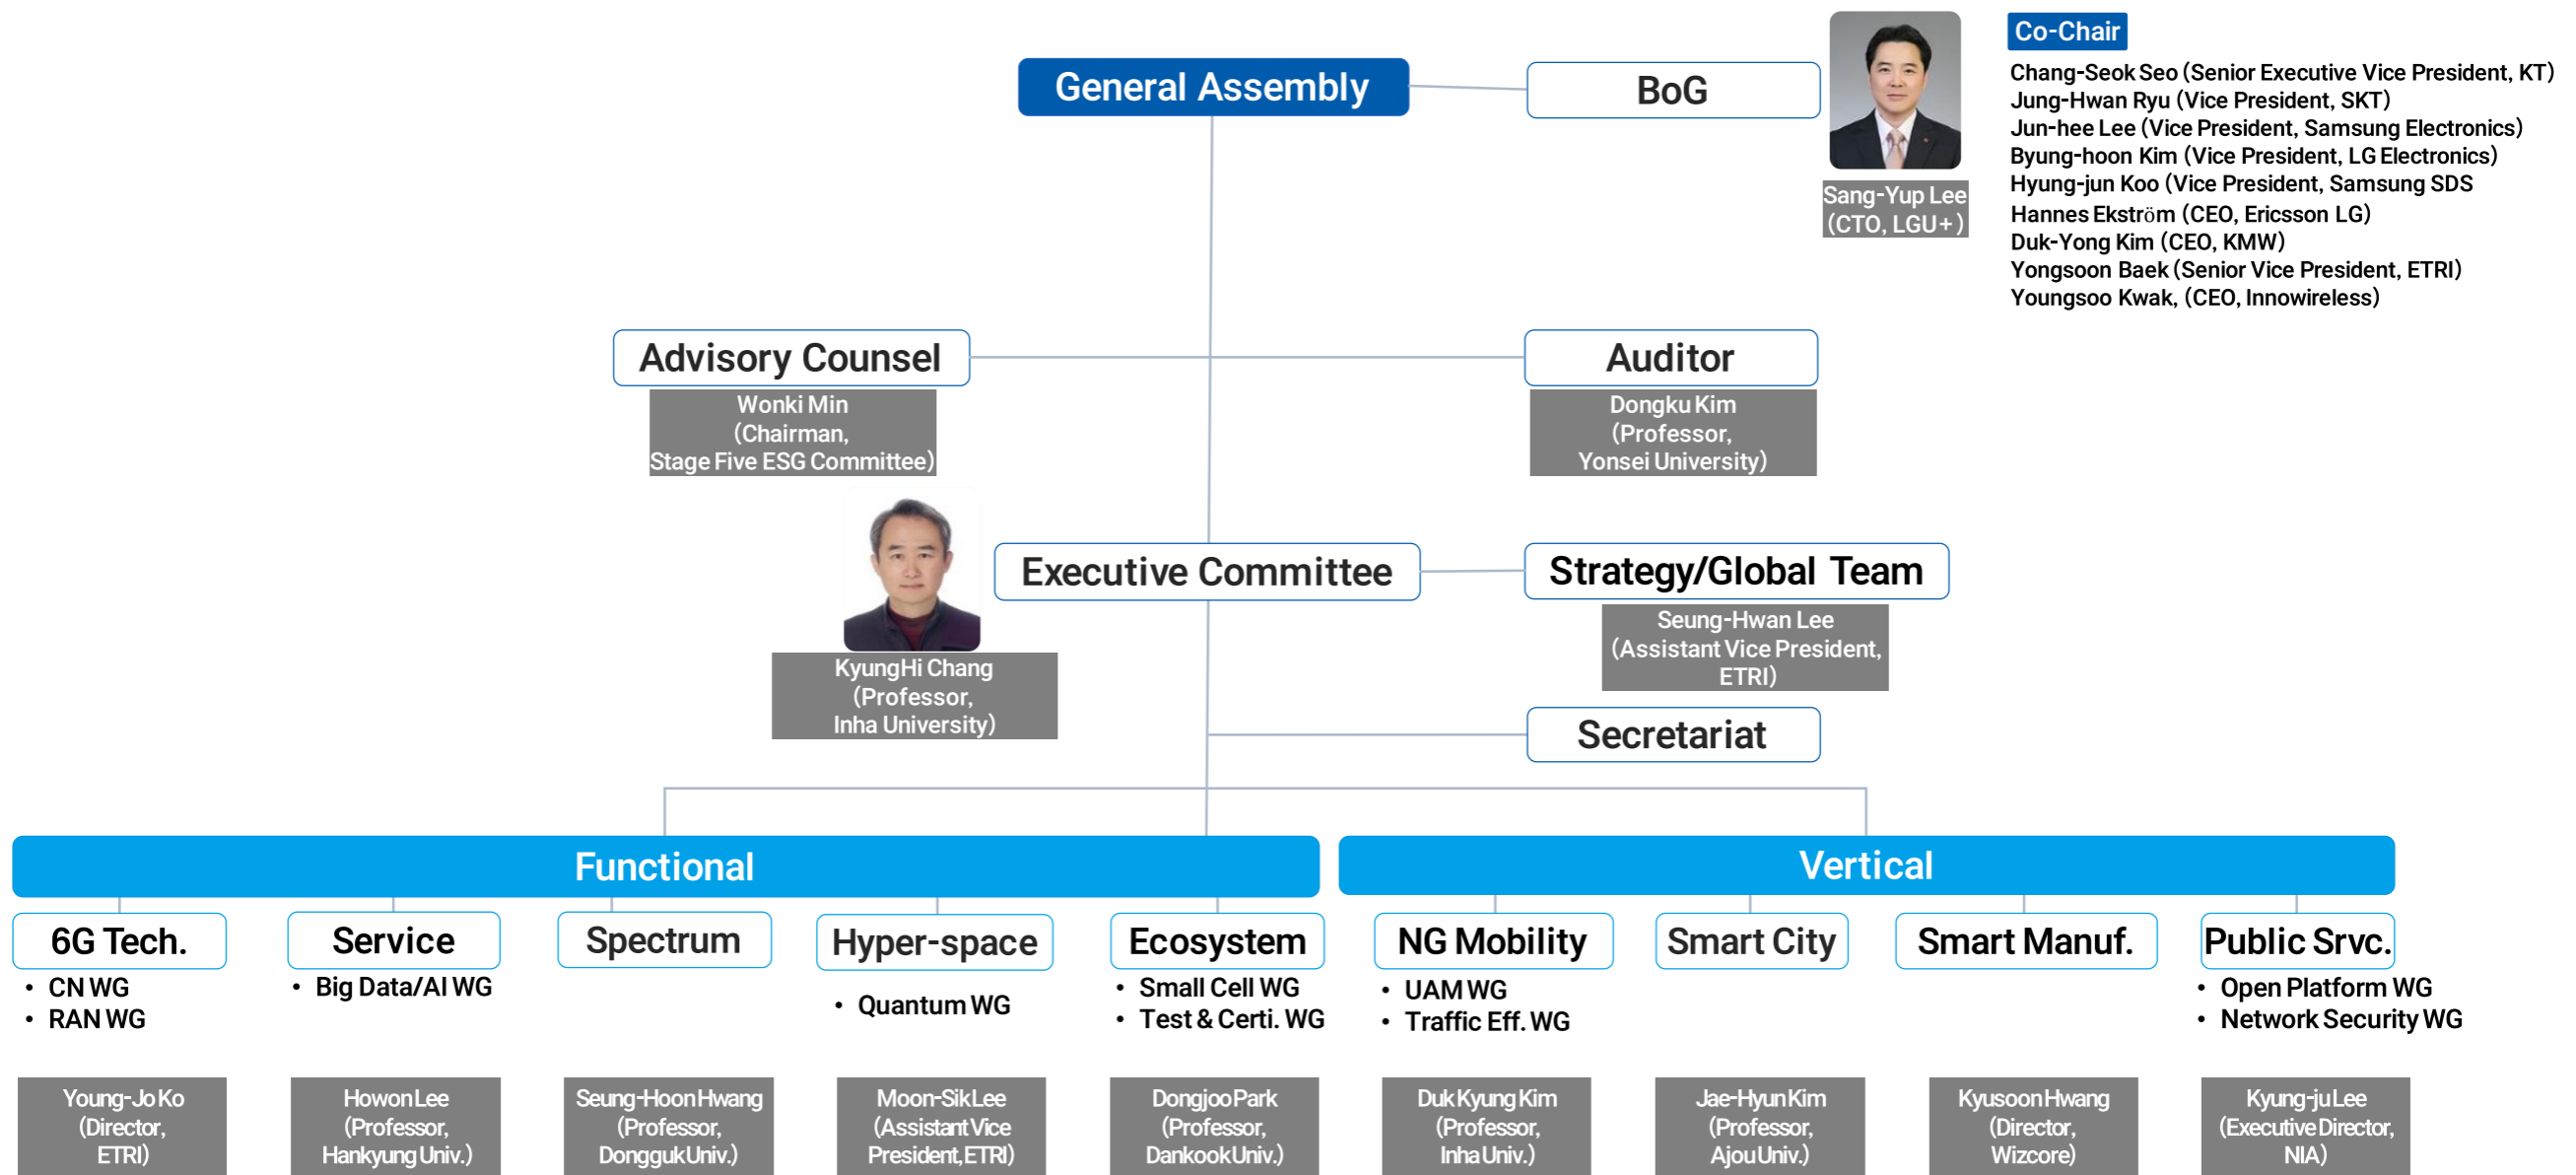 General Assembly
BoG
Sang-Yup Lee
(CTO, LGU+)
Co-Chair
Chang-Seok Seo (Senior Executive Vice President, KT)
Jung-Hwan Ryu (Vice President, SKT)
Jun-hee Lee (Vice President, Samsung Electronics)
Byung-hoon Kim (Vice President, LG Electronics)
Hyung-jun Koo (Vice President, Samsung SDS
Hannes Ekström (CEO, Ericsson LG)
Duk-Yong Kim (CEO, KMW)
Yongsoon Baek (Senior Vice President, ETRI)
Youngsoo Kwak, (CEO, Innowireless)
Advisory Counsel
Wonki Min
(Chairman,
Stage Five ESG Committee)
Auditor
Dongku Kim
(Professor,
Yonsei University)
Executive Committee
KyungHi Chang
(Professor,
Inha University)
Strategy/Global Team
Seung-Hwan Lee
(Assistant Vice President,
ETRI)
Secretariat
Functional
Vertical
6G Tech.
• CN WG
• RAN WG
Young-Jo Ko
(Director,
ETRI)
Service
• Big Data/AI WG
Howon Lee
(Professor,
Hankyung Univ.)
Spectrum
Seung-Hoon Hwang
(Professor,
Dongguk Univ.)
Hyper-space
• Quantum WG
Moon-Sik Lee
(Assistant Vice
President, ETRI)
Ecosystem
• Small Cell WG
• Test & Certi. WG
Dongjoo Park
(Professor,
Dankook Univ.)
NG Mobility
• UAM WG
• Traffic Eff. WG
Duk Kyung Kim
(Professor,
Inha Univ.)
Smart City
Jae-Hyun Kim
(Professor,
Ajou Univ.)
Smart Manuf.
Kyusoon Hwang
(Director,
Wizcore)
Public Srvc.
• Open Platform WG
• Network Security WG
Kyung-ju Lee
(Executive Director,
NIA)